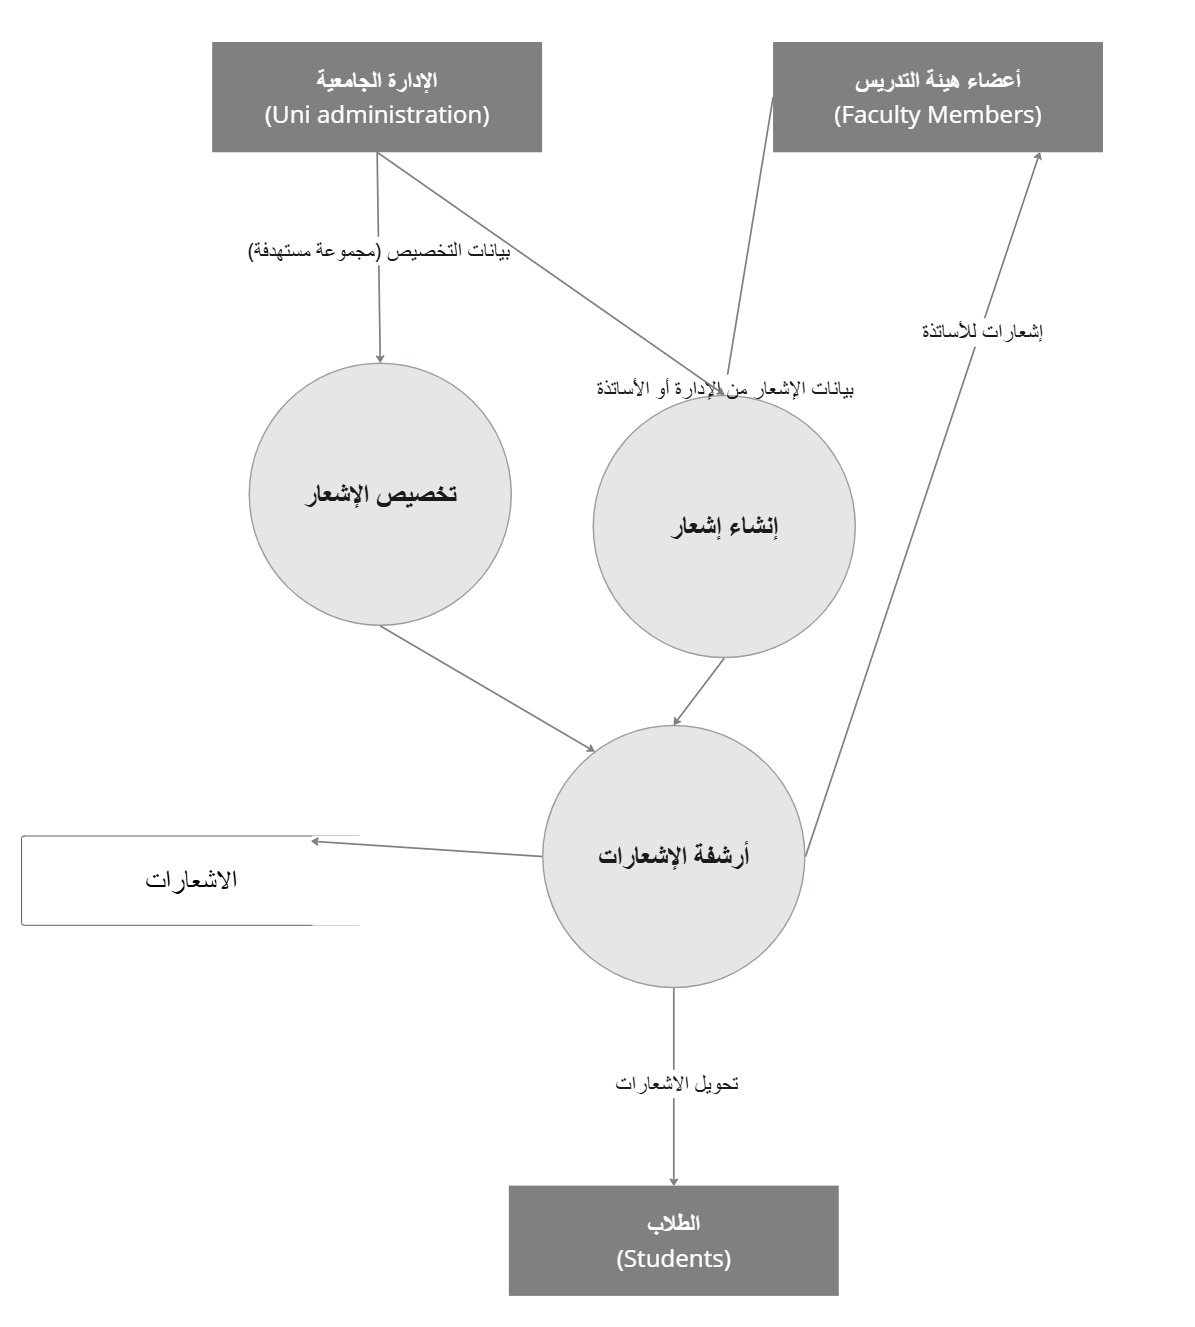 الإدارة الجامعية
(Uni administration)
أعضاء هيئة التدريس
(Faculty Members)
بيانات التخصيص (مجموعة مستهدفة)
إشعارات للأساتذة
بيانات الإشعار من الإدارة أو الأساتذة
تخصيص الإشعار
إنشاء إشعار
أرشفة الإشعارات
الاشعارات
تحويل الاشعارات
الطلاب
(Students)